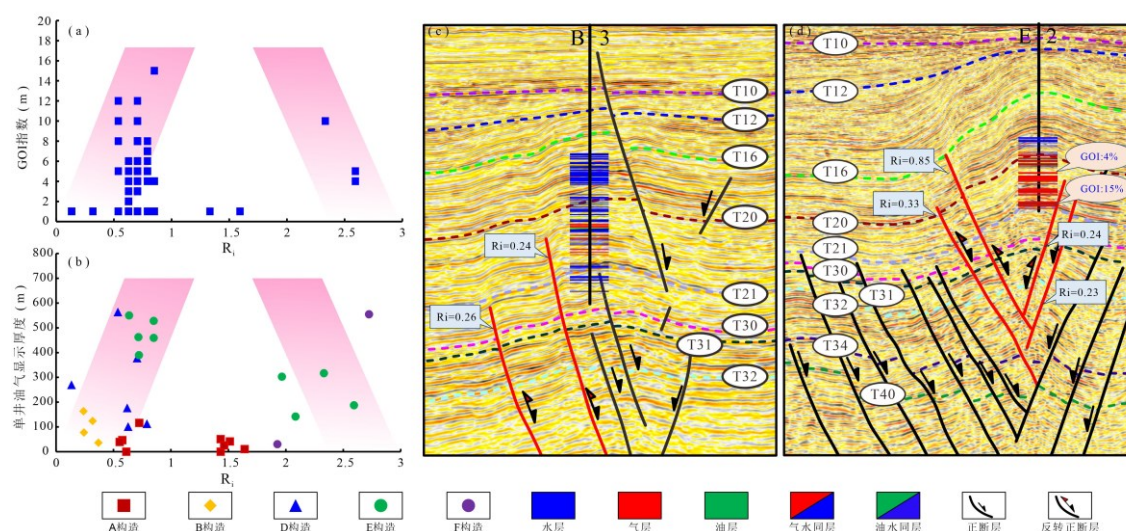 (a)
GOI指数 (m)
20
18
16
14
12
10
8
6
4
2
0
0 0.5 1 1.5 2 2.5 3
Ri
(b)
单井油气显示厚度 (m)
800
700
600
500
400
300
200
100
0
0 0.5 1 1.5 2 2.5 3
Ri
(c)
B 3
T10
T12
T16
T20
T21
T30
T31
T32
Ri=0.24
Ri=0.26
(d)
E 2
T10
T12
T16
T20
T21
T30
T31
T32
T34
T40
Ri=0.85
Ri=0.33
GOI:4%
GOI:15%
Ri=0.24
Ri=0.23
A构造 B构造 D构造 E构造 F构造 水层 气层 油层 气水同层 油水同层 正断层 反转正断层